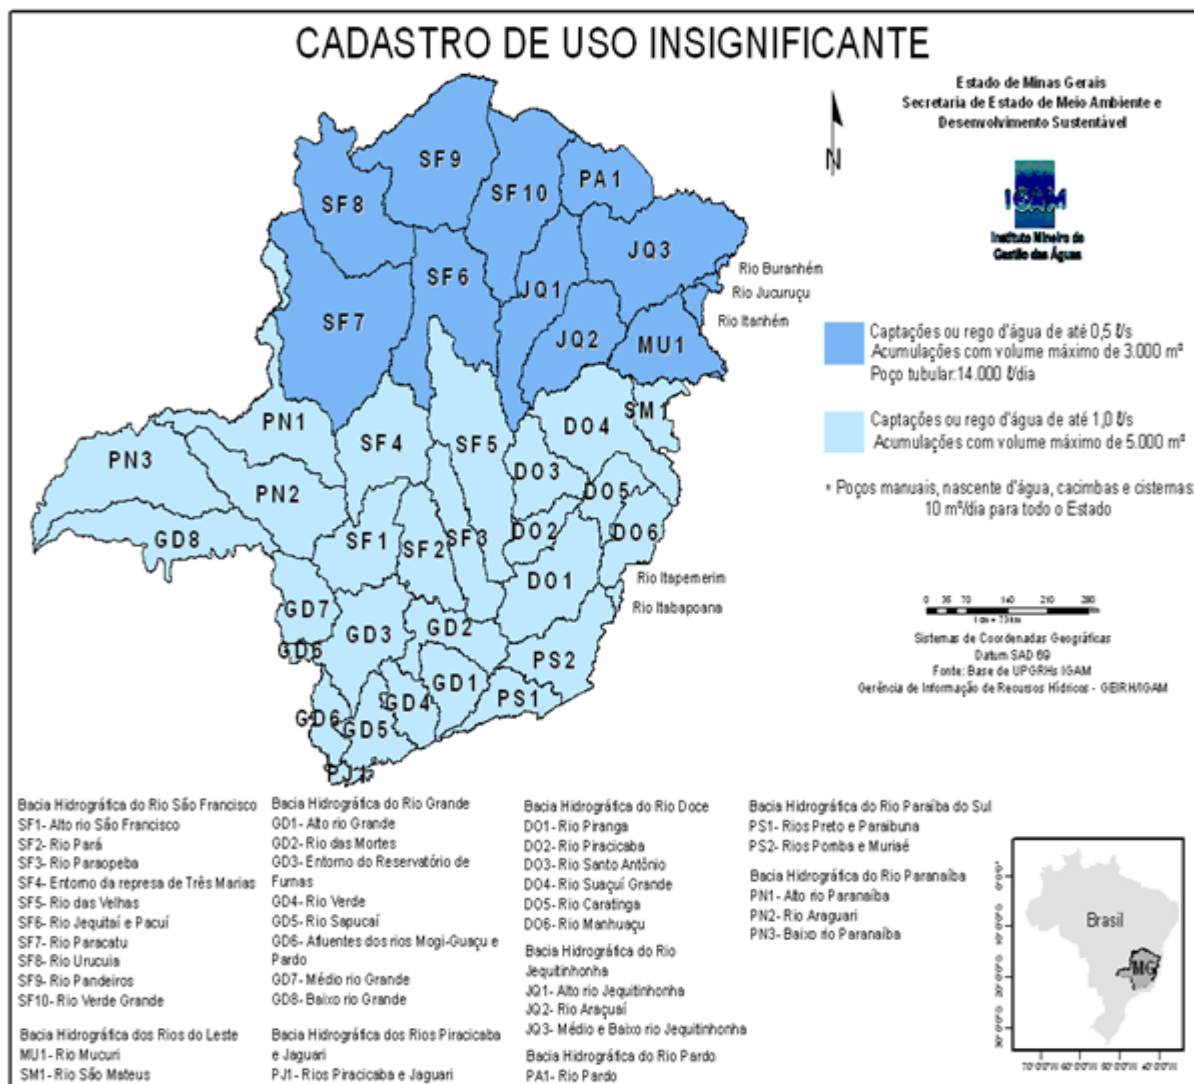 CADASTRO DE USO INSIGNIFICANTE
Estado de Minas Gerais
Secretaria de Estado de Meio Ambiente e
Desenvolvimento Sustentável
N
IGAM
Instituto Mineiro de
Gestão das Águas
SF9
SF8
SF10
PA1
JQ3
SF6
JQ1
SF7
JQ2
MU1
Rio Buranhém
Rio Jucuruçu
Rio Itanhém
Captações ou rego d'água de até 0,5 ℓ/s
Acumulações com volume máximo de 3.000 m³
Poço tubular:14.000 ℓ/dia
Captações ou rego d'água de até 1,0 ℓ/s
Acumulações com volume máximo de 5.000 m³
* Poços manuais, nascente d'água, cacimbas e cisternas:
10 m³/dia para todo o Estado
PN1
SM1
DO4
SF4
SF5
PN3
DO3
PN2
DO5
GD8
SF1
SF2
SF3
DO2
DO6
DO1
Rio Itapemerim
Rio Itabapoana
GD7
GD3
GD2
GD6
PS2
GD1
PS1
GD4
GD6
GD5
PJ1
0 35 70 140 210 280
1 cm = 73 km
Sistemas de Coordenadas Geográficas
Datum SAD 69
Fonte: Base de UPGRHs IGAM
Gerência de Informação de Recursos Hídricos - GEIRH/IGAM
Bacia Hidrográfica do Rio São Francisco
SF1- Alto rio São Francisco
SF2- Rio Pará
SF3- Rio Paraopeba
SF4- Entorno da represa de Três Marias
SF5- Rio das Velhas
SF6- Rio Jequitaí e Pacuí
SF7- Rio Paracatu
SF8- Rio Urucuia
SF9- Rio Pandeiros
SF10- Rio Verde Grande
Bacia Hidrográfica dos Rios do Leste
MU1- Rio Mucuri
SM1- Rio São Mateus
Bacia Hidrográfica do Rio Grande
GD1- Alto rio Grande
GD2- Rio das Mortes
GD3- Entorno do Reservatório de
Furnas
GD4- Rio Verde
GD5- Rio Sapucaí
GD6- Afluentes dos rios Mogi-Guaçu e
Pardo
GD7- Médio rio Grande
GD8- Baixo rio Grande
Bacia Hidrográfica dos Rios Piracicaba
e Jaguari
PJ1- Rios Piracicaba e Jaguari
Bacia Hidrográfica do Rio Doce
DO1- Rio Piranga
DO2- Rio Piracicaba
DO3- Rio Santo Antônio
DO4- Rio Suaçuí Grande
DO5- Rio Caratinga
DO6- Rio Manhuaçu
Bacia Hidrográfica do Rio
Jequitinhonha
JQ1- Alto rio Jequitinhonha
JQ2- Rio Araçuaí
JQ3- Médio e Baixo rio Jequitinhonha
Bacia Hidrográfica do Rio Pardo
PA1- Rio Pardo
Bacia Hidrográfica do Rio Paraíba do Sul
PS1- Rios Preto e Paraibuna
PS2- Rios Pomba e Muriaé
Bacia Hidrográfica do Rio Paranaíba
PN1- Alto rio Paranaíba
PN2- Rio Araguari
PN3- Baixo rio Paranaíba
Brasil
MG